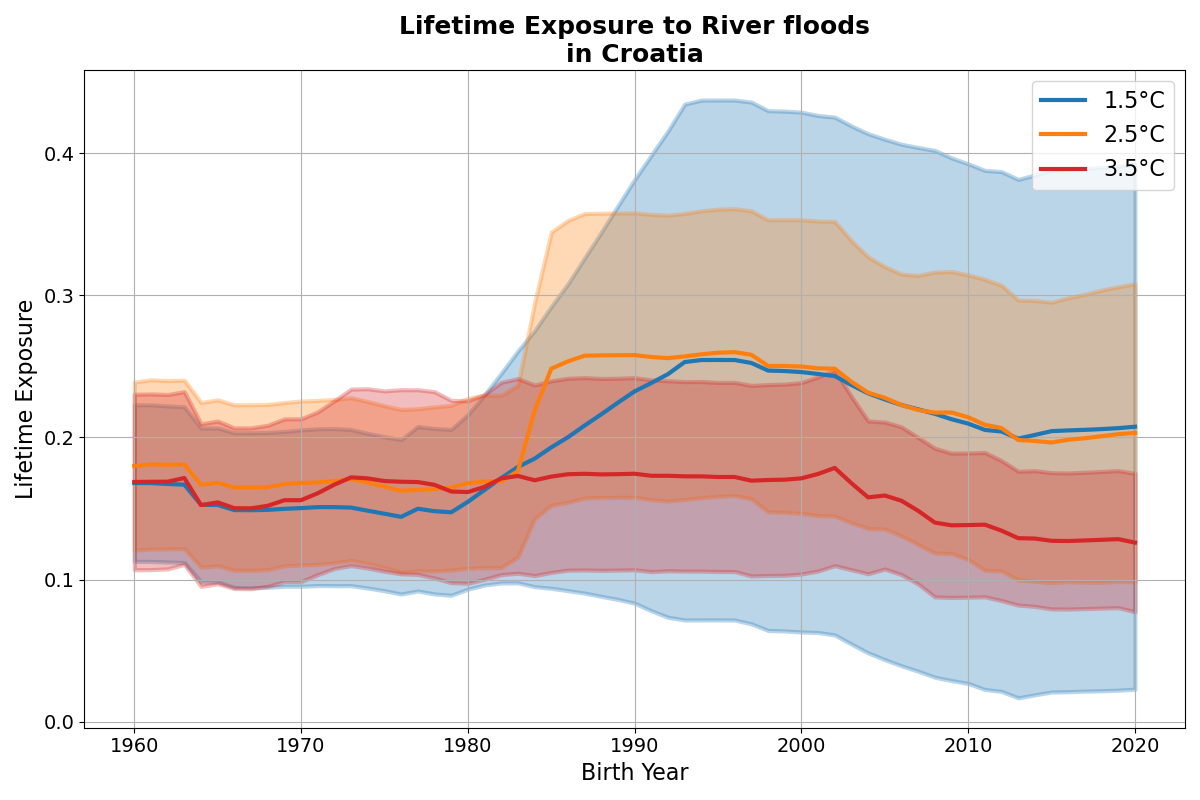 Lifetime Exposure to River floods
in Croatia
1.5°C
2.5°C
3.5°C
Lifetime Exposure
0.4
0.3
0.2
0.1
0.0
1960 1970 1980 1990 2000 2010 2020
Birth Year